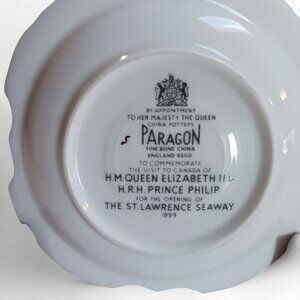 BY APPOINTMENT
TO HER MAJESTY THE QUEEN
CHINA POTTERS
PARAGON
FINE BONE CHINA
ENGLAND REGD.
TO COMMEMORATE
THE VISIT TO CANADA OF
H.M. QUEEN ELIZABETH II &
H.R.H. PRINCE PHILIP
FOR THE OPENING OF
THE ST. LAWRENCE SEAWAY
1959